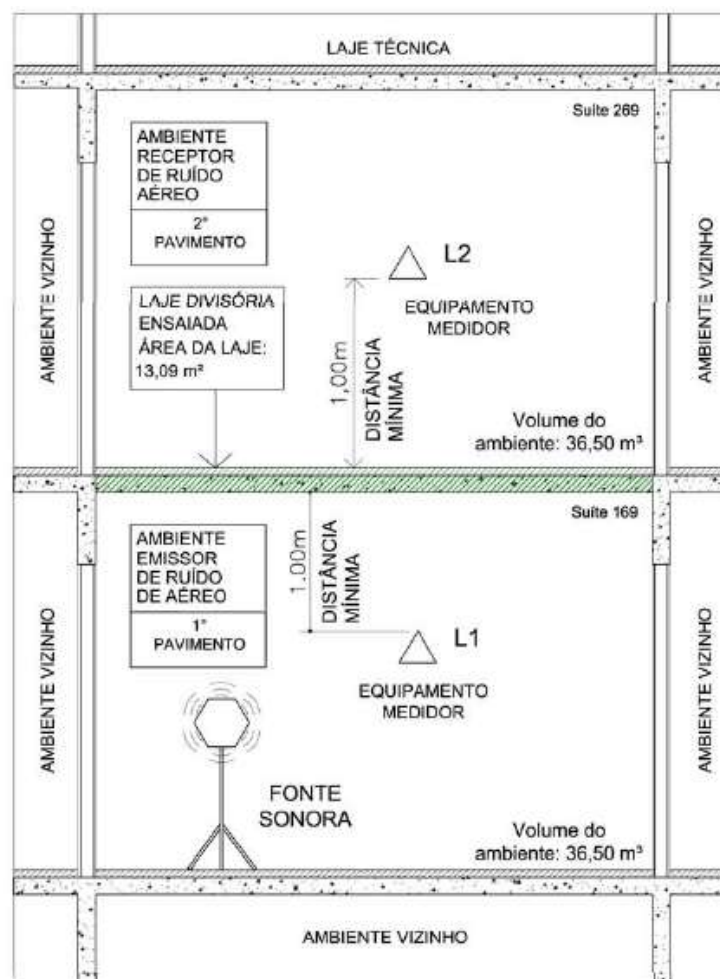 LAJE TÉCNICA
Suíte 269
AMBIENTE
RECEPTOR
DE RUÍDO
AÉREO
2°
PAVIMENTO
AMBIENTE VIZINHO
AMBIENTE VIZINHO
L2
EQUIPAMENTO
MEDIDOR
LAJE DIVISÓRIA
ENSAIADA
ÁREA DA LAJE:
13,09 m²
1,00m
DISTÂNCIA
MÍNIMA
Volume do
ambiente: 36,50 m³
Suíte 169
AMBIENTE
EMISSOR
DE RUÍDO
DE AÉREO
1°
PAVIMENTO
1.00m
DISTÂNCIA
MÍNIMA
L1
EQUIPAMENTO
MEDIDOR
AMBIENTE VIZINHO
AMBIENTE VIZINHO
FONTE
SONORA
Volume do
ambiente: 36,50 m³
AMBIENTE VIZINHO